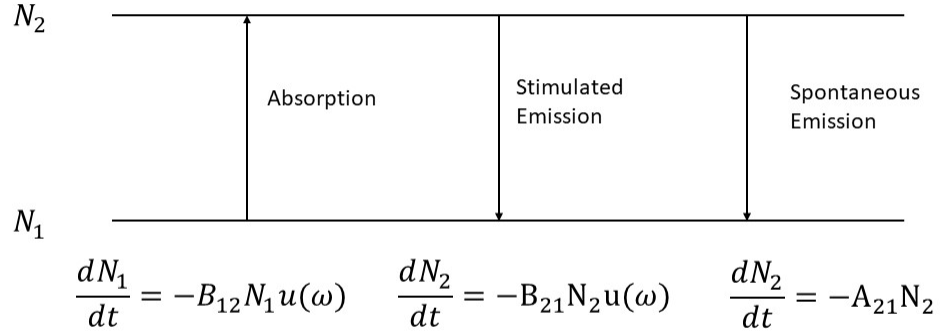 N₂
Absorption
Stimulated
Emission
Spontaneous
Emission
N₁
dN₁/dt = −B₁₂N₁u(ω)
dN₂/dt = −B₂₁N₂u(ω)
dN₂/dt = −A₂₁N₂